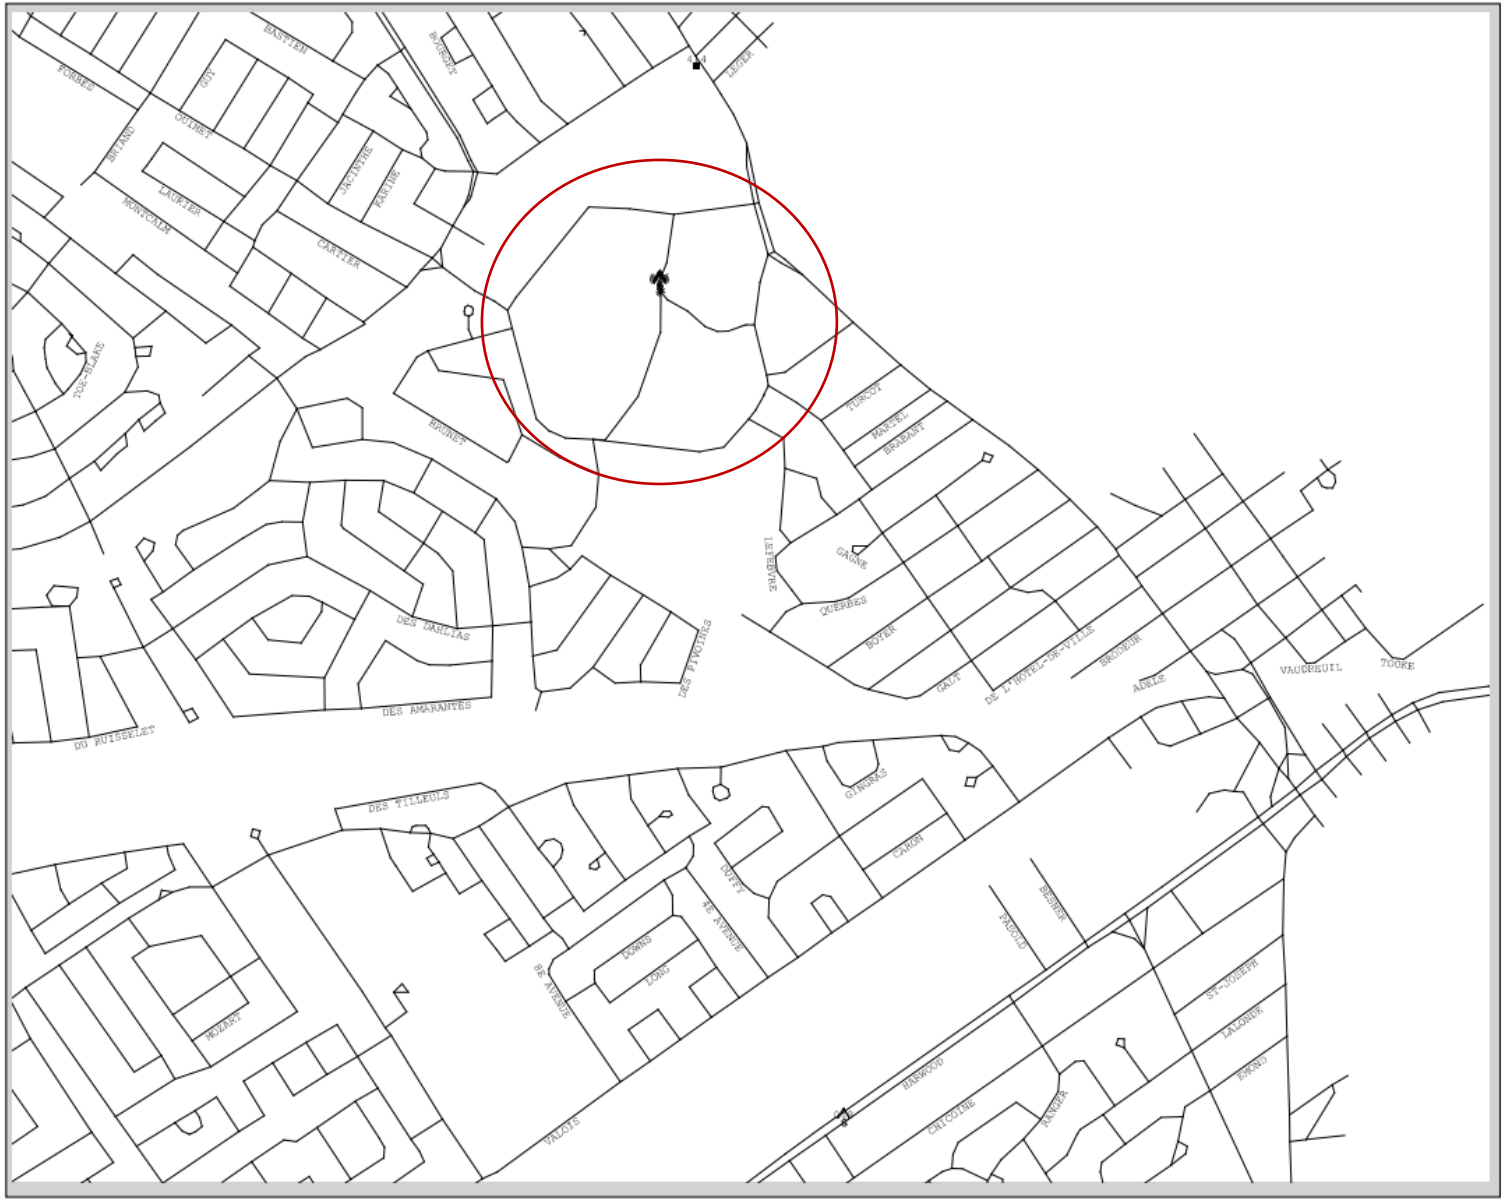 BASTIEN
BOURGET
LEGER
FORBES
GUY
OUIMET
BRIAND
JACINTHE
KARINE
LAURIER
MONTCALM
CARTIER
TOE-BLAKE
BRUNET
TURCOT
MARTEL
BRABANT
LEFEBVRE
GAGNE
QUERBES
BOYER
DES DAHLIAS
DES PIVOINES
GALT
DE L'HOTEL-DE-VILLE
BRODEUR
ADELE
VAUDREUIL
TOOKE
DES AMARANTES
DU RUISSELET
DES TILLEULS
GINGRAS
CARON
DUFFY
4E AVENUE
BESNER
PASOLD
DOWNS
LONG
8E AVENUE
MOZART
ST-JOSEPH
LALONDE
EMOND
HARWOOD
CHICOINE
RANGER
VALOIS